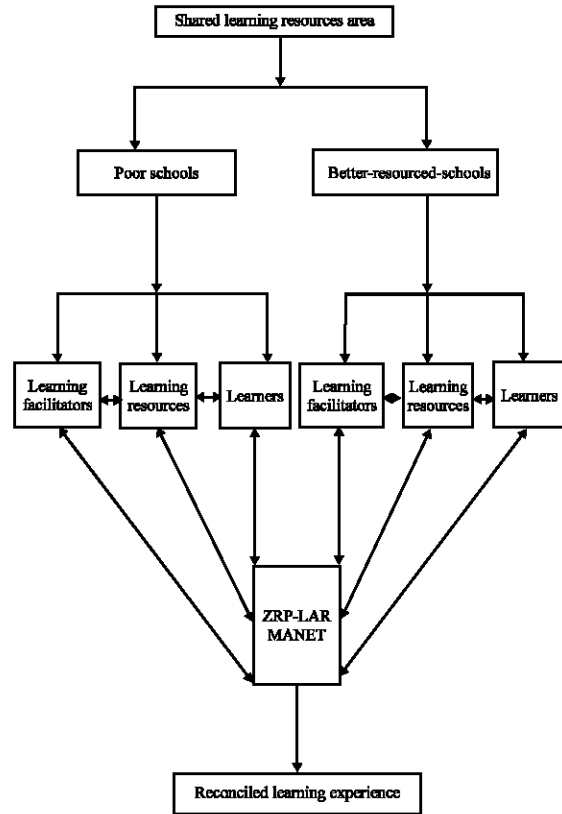 Shared learning resources area
Poor schools
Better-resourced-schools
Learning
facilitators
Learning
resources
Learners
Learning
facilitators
Learning
resources
Learners
ZRP-LAR
MANET
Reconciled learning experience